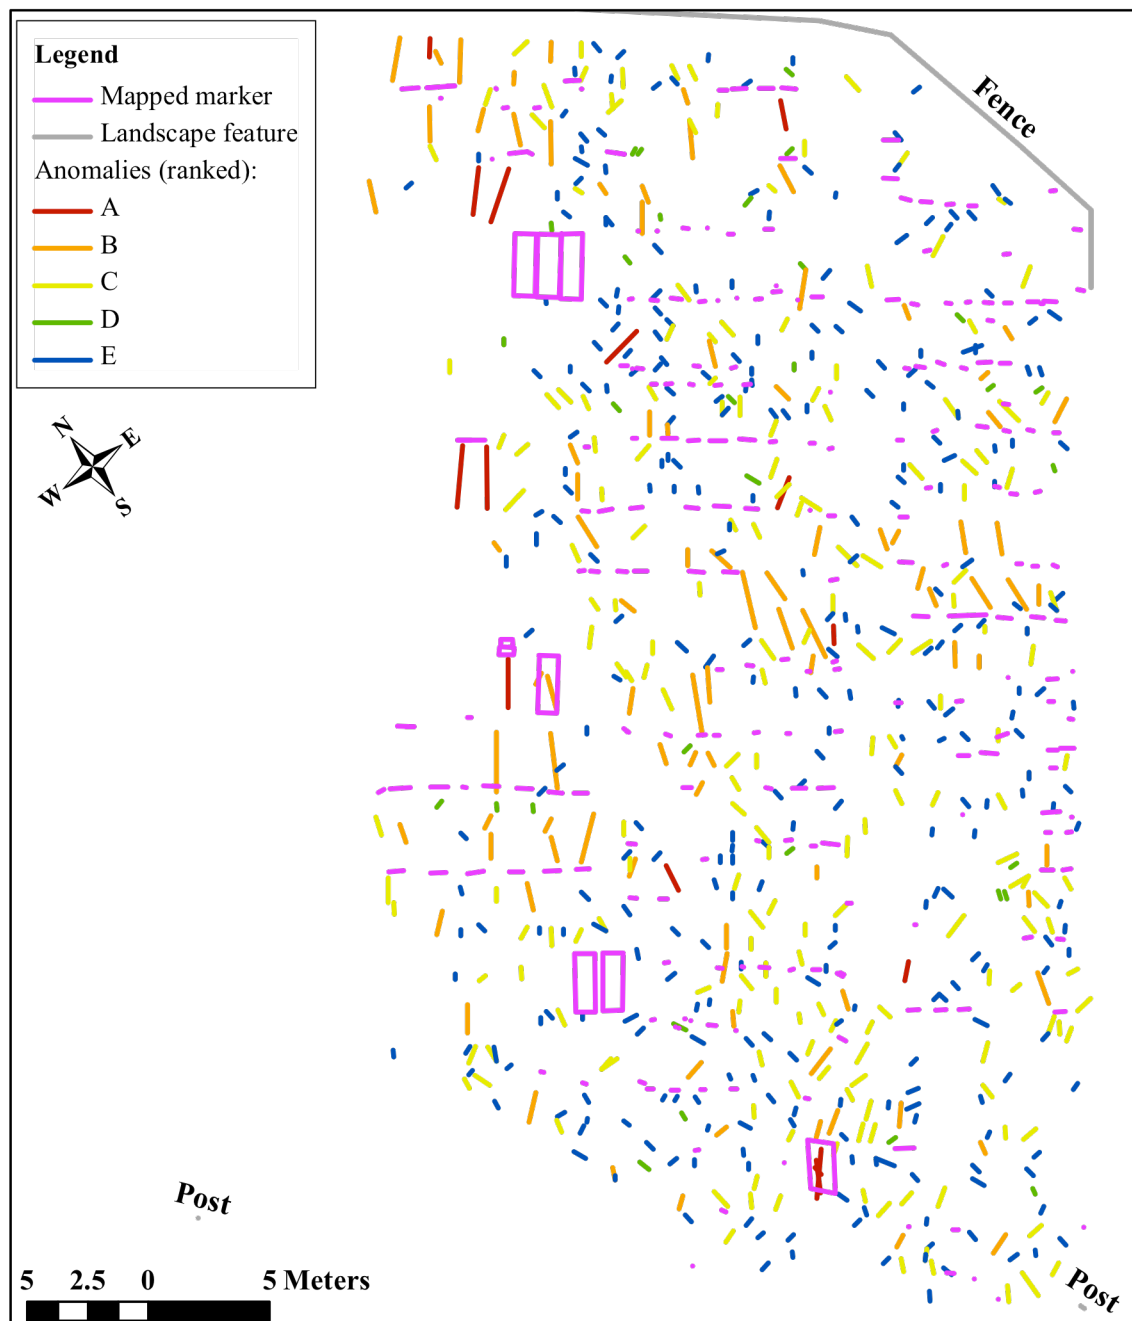 Legend
Mapped marker
Landscape feature
Anomalies (ranked):
A
B
C
D
E
Fence
N
E
W
S
Post
5 2.5 0 5 Meters
Post